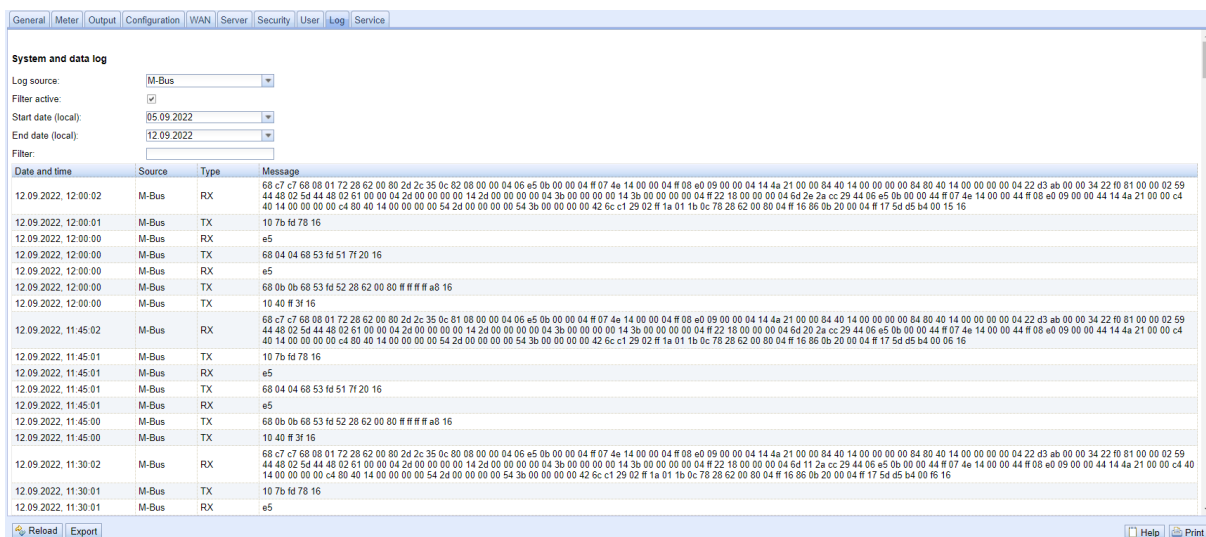 General Meter Output Configuration WAN Server Security User Log Service
System and data log
Log source: M-Bus
Filter active:
Start date (local): 05.09.2022
End date (local): 12.09.2022
Filter:
Date and time Source Type Message
12.09.2022, 12:00:02 M-Bus RX 68 c7 c7 68 08 01 72 28 62 00 80 2d 2c 35 0c 82 08 00 00 04 06 e5 0b 00 00 04 ff 07 4e 14 00 00 04 ff 08 e0 09 00 00 04 14 4a 21 00 00 84 40 14 00 00 00 00 84 80 40 14 00 00 00 00 04 22 d3 ab 00 00 34 22 f0 81 00 00 02 59
44 48 02 5d 44 48 02 61 00 00 04 2d 00 00 00 00 14 2d 00 00 00 00 04 3b 00 00 00 00 14 3b 00 00 00 00 04 ff 22 18 00 00 00 04 6d 2e 2a cc 29 44 06 e5 0b 00 00 44 ff 07 4e 14 00 00 44 ff 08 e0 09 00 00 44 14 4a 21 00 00 c4
40 14 00 00 00 00 c4 80 40 14 00 00 00 00 54 2d 00 00 00 00 54 3b 00 00 00 00 42 6c c1 29 02 ff 1a 01 1b 0c 78 28 62 00 80 04 ff 16 86 0b 20 00 04 ff 17 5d d5 b4 00 15 16
12.09.2022, 12:00:01 M-Bus TX 10 7b fd 78 16
12.09.2022, 12:00:00 M-Bus RX e5
12.09.2022, 12:00:00 M-Bus TX 68 04 04 68 53 fd 51 7f 20 16
12.09.2022, 12:00:00 M-Bus RX e5
12.09.2022, 12:00:00 M-Bus TX 68 0b 0b 68 53 fd 52 28 62 00 80 ff ff ff ff a8 16
12.09.2022, 12:00:00 M-Bus TX 10 40 ff 3f 16
12.09.2022, 11:45:02 M-Bus RX 68 c7 c7 68 08 01 72 28 62 00 80 2d 2c 35 0c 81 08 00 00 04 06 e5 0b 00 00 04 ff 07 4e 14 00 00 04 ff 08 e0 09 00 00 04 14 4a 21 00 00 84 40 14 00 00 00 00 84 80 40 14 00 00 00 00 04 22 d3 ab 00 00 34 22 f0 81 00 00 02 59
44 48 02 5d 44 48 02 61 00 00 04 2d 00 00 00 00 14 2d 00 00 00 00 04 3b 00 00 00 00 14 3b 00 00 00 00 04 ff 22 18 00 00 00 04 6d 20 2a cc 29 44 06 e5 0b 00 00 44 ff 07 4e 14 00 00 44 ff 08 e0 09 00 00 44 14 4a 21 00 00 c4
40 14 00 00 00 00 c4 80 40 14 00 00 00 00 54 2d 00 00 00 00 54 3b 00 00 00 00 42 6c c1 29 02 ff 1a 01 1b 0c 78 28 62 00 80 04 ff 16 86 0b 20 00 04 ff 17 5d d5 b4 00 06 16
12.09.2022, 11:45:01 M-Bus TX 10 7b fd 78 16
12.09.2022, 11:45:01 M-Bus RX e5
12.09.2022, 11:45:01 M-Bus TX 68 04 04 68 53 fd 51 7f 20 16
12.09.2022, 11:45:01 M-Bus RX e5
12.09.2022, 11:45:00 M-Bus TX 68 0b 0b 68 53 fd 52 28 62 00 80 ff ff ff ff a8 16
12.09.2022, 11:45:00 M-Bus TX 10 40 ff 3f 16
12.09.2022, 11:30:02 M-Bus RX 68 c7 c7 68 08 01 72 28 62 00 80 2d 2c 35 0c 80 08 00 00 04 06 e5 0b 00 00 04 ff 07 4e 14 00 00 04 ff 08 e0 09 00 00 04 14 4a 21 00 00 84 40 14 00 00 00 00 84 80 40 14 00 00 00 00 04 22 d3 ab 00 00 34 22 f0 81 00 00 02 59
44 48 02 5d 44 48 02 61 00 00 04 2d 00 00 00 00 14 2d 00 00 00 00 04 3b 00 00 00 00 14 3b 00 00 00 00 04 ff 22 18 00 00 00 04 6d 11 2a cc 29 44 06 e5 0b 00 00 44 ff 07 4e 14 00 00 44 ff 08 e0 09 00 00 44 14 4a 21 00 00 c4 40
14 00 00 00 00 c4 80 40 14 00 00 00 00 54 2d 00 00 00 00 54 3b 00 00 00 00 42 6c c1 29 02 ff 1a 01 1b 0c 78 28 62 00 80 04 ff 16 86 0b 20 00 04 ff 17 5d d5 b4 00 f6 16
12.09.2022, 11:30:01 M-Bus TX 10 7b fd 78 16
12.09.2022, 11:30:01 M-Bus RX e5
Reload Export Help Print